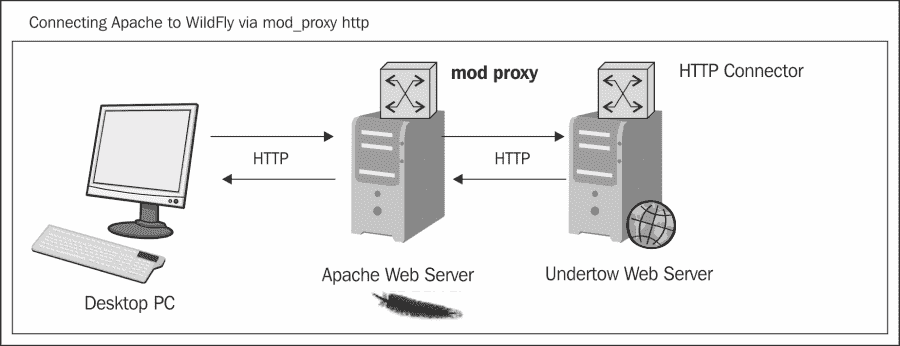 Connecting Apache to WildFly via mod_proxy http
mod proxy
HTTP Connector
HTTP
HTTP
Apache Web Server
Undertow Web Server
Desktop PC